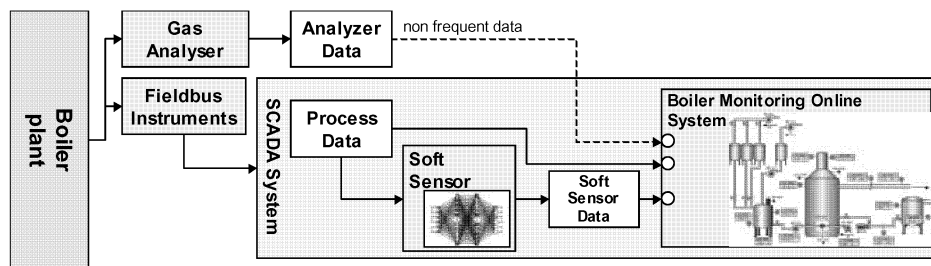 Boiler
plant
Gas
Analyser
Analyzer
Data
non frequent data
Fieldbus
Instruments
SCADA System
Process
Data
Soft
Sensor
Soft
Sensor
Data
Boiler Monitoring Online
System